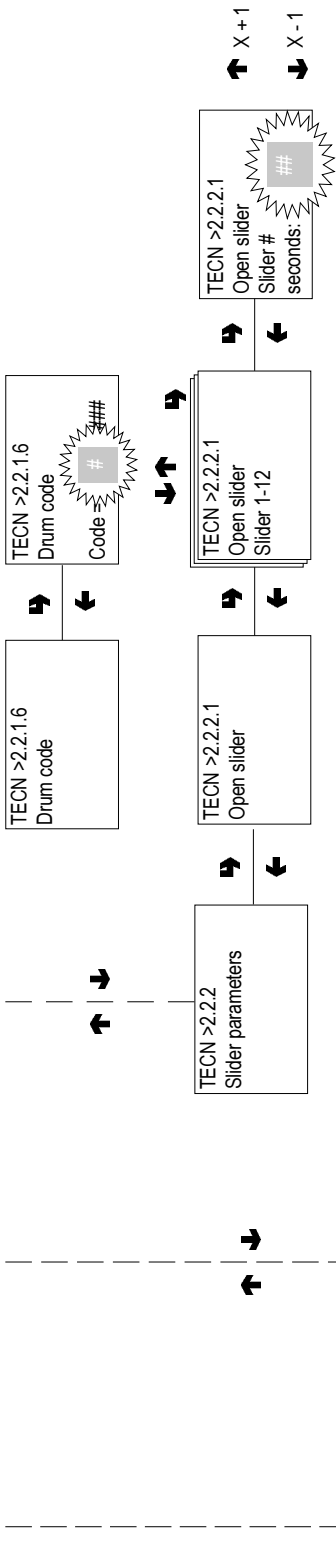 TECN >2.2.1.6
Drum code
TECN >2.2.1.6
Drum code
Code = #
TECN >2.2.2
Slider parameters
TECN >2.2.2.1
Open slider
TECN >2.2.2.1
Open slider
Slider 1-12
TECN >2.2.2.1
Open slider
Slider #
seconds: ##
X + 1
X - 1